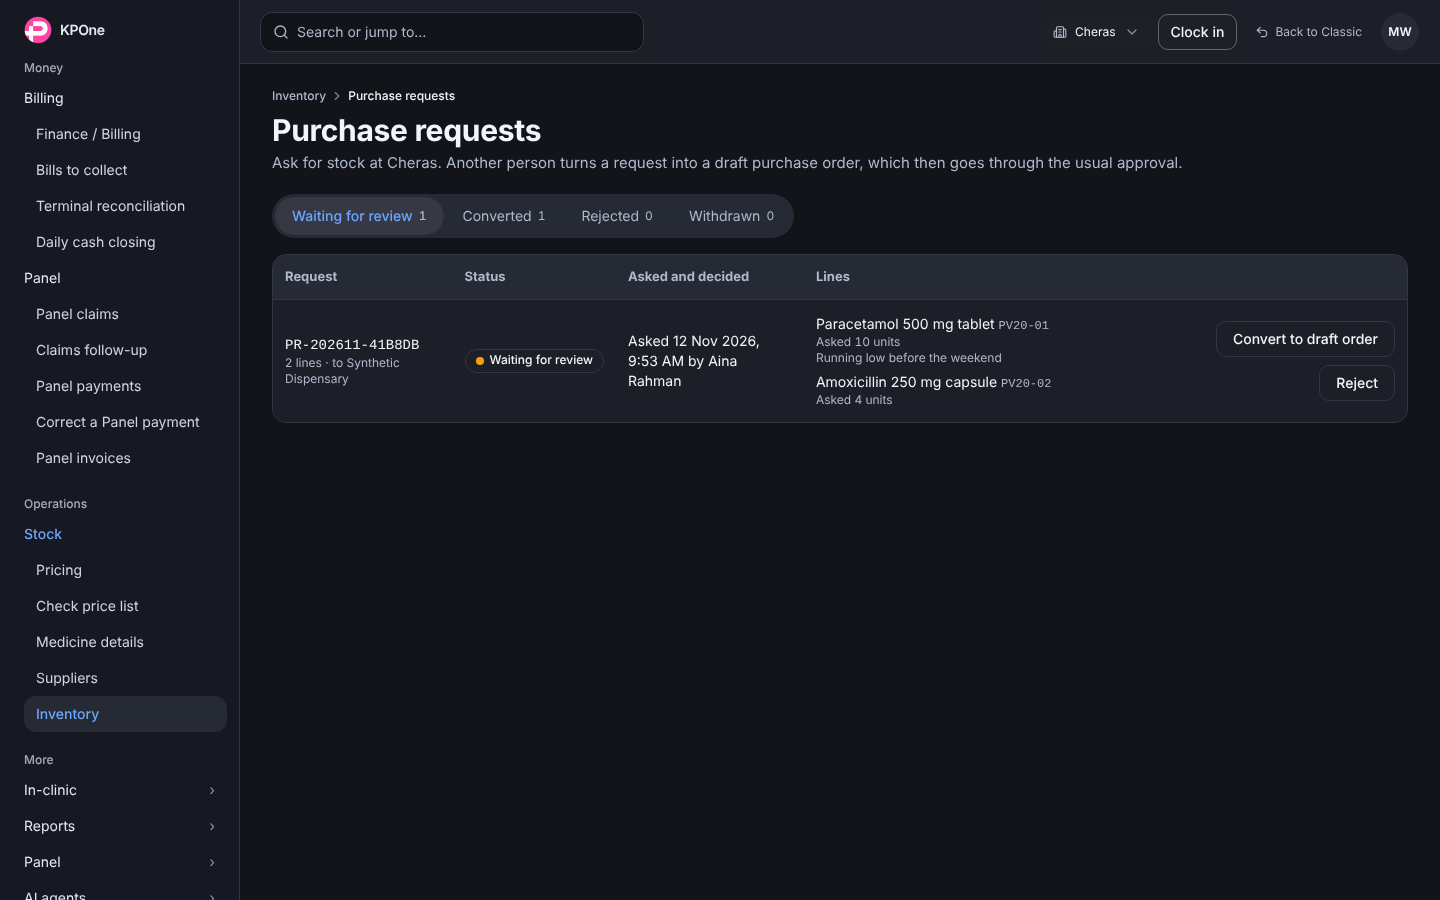 KPOne
Search or jump to...
Cheras
Clock in
Back to Classic
MW
Money
Billing
Finance / Billing
Bills to collect
Terminal reconciliation
Daily cash closing
Panel
Panel claims
Claims follow-up
Panel payments
Correct a Panel payment
Panel invoices
Operations
Stock
Pricing
Check price list
Medicine details
Suppliers
Inventory
More
In-clinic
Reports
Panel
AI agents
Inventory > Purchase requests
Purchase requests
Ask for stock at Cheras. Another person turns a request into a draft purchase order, which then goes through the usual approval.
Waiting for review 1
Converted 1
Rejected 0
Withdrawn 0
Request
Status
Asked and decided
Lines
PR-202611-41B8DB
2 lines · to Synthetic
Dispensary
Waiting for review
Asked 12 Nov 2026,
9:53 AM by Aina
Rahman
Paracetamol 500 mg tablet PV20-01
Asked 10 units
Running low before the weekend
Amoxicillin 250 mg capsule PV20-02
Asked 4 units
Convert to draft order
Reject